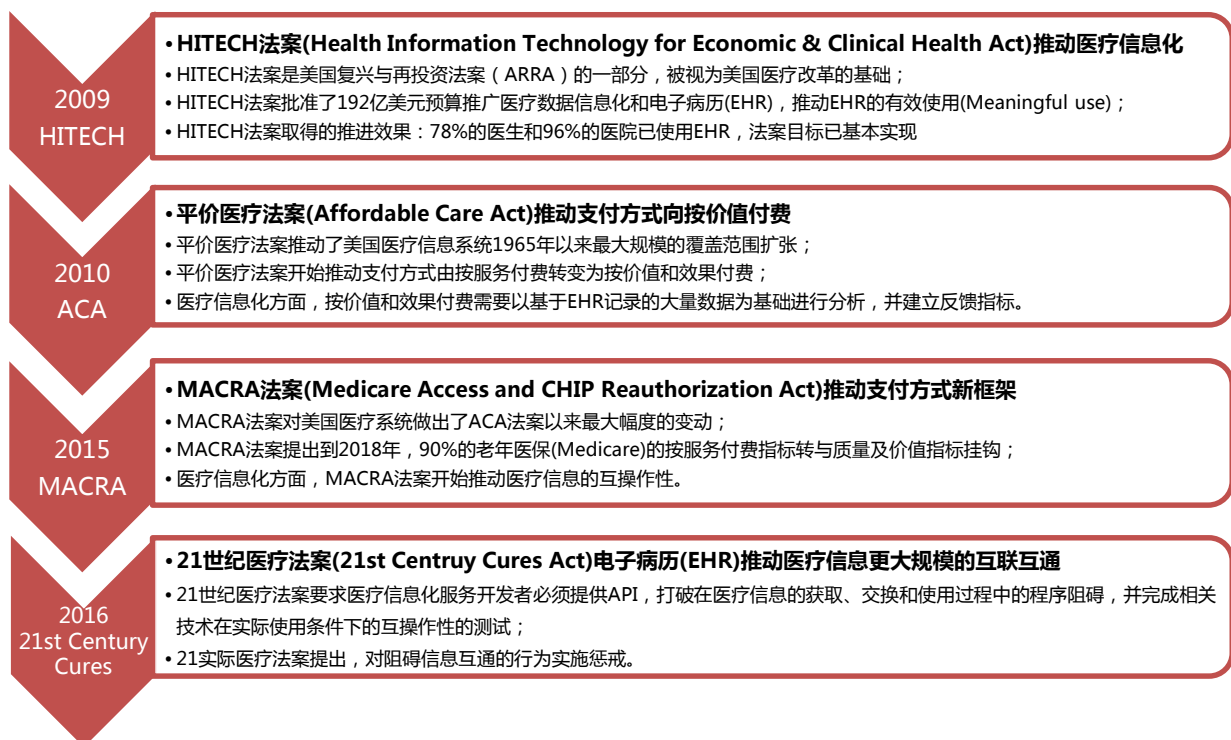 2009
HITECH
• HITECH法案(Health Information Technology for Economic & Clinical Health Act)推动医疗信息化
• HITECH法案是美国复兴与再投资法案（ARRA）的一部分，被视为美国医疗改革的基础；
• HITECH法案批准了192亿美元预算推广医疗数据信息化和电子病历(EHR)，推动EHR的有效使用(Meaningful use)；
• HITECH法案取得的推进效果：78%的医生和96%的医院已使用EHR，法案目标已基本实现
2010
ACA
• 平价医疗法案(Affordable Care Act)推动支付方式向按价值付费
• 平价医疗法案推动了美国医疗信息系统1965年以来最大规模的覆盖范围扩张；
• 平价医疗法案开始推动支付方式由按服务付费转变为按价值和效果付费；
• 医疗信息化方面，按价值和效果付费需要以基于EHR记录的大量数据为基础进行分析，并建立反馈指标。
2015
MACRA
• MACRA法案(Medicare Access and CHIP Reauthorization Act)推动支付方式新框架
• MACRA法案对美国医疗系统做出了ACA法案以来最大幅度的变动；
• MACRA法案提出到2018年，90%的老年医保(Medicare)的按服务付费指标转与质量及价值指标挂钩；
• 医疗信息化方面，MACRA法案开始推动医疗信息的互操作性。
2016
21st Century
Cures
• 21世纪医疗法案(21st Centruy Cures Act)电子病历(EHR)推动医疗信息更大规模的互联互通
• 21世纪医疗法案要求医疗信息化服务开发者必须提供API，打破在医疗信息的获取、交换和使用过程中的程序阻碍，并完成相关
技术在实际使用条件下的互操作性的测试；
• 21实际医疗法案提出，对阻碍信息互通的行为实施惩戒。